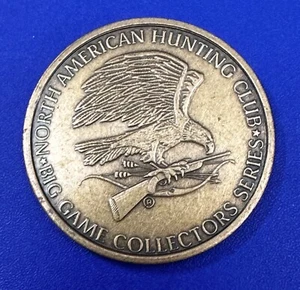 ★NORTH AMERICAN HUNTING CLUB★
BIG GAME COLLECTORS SERIES
®